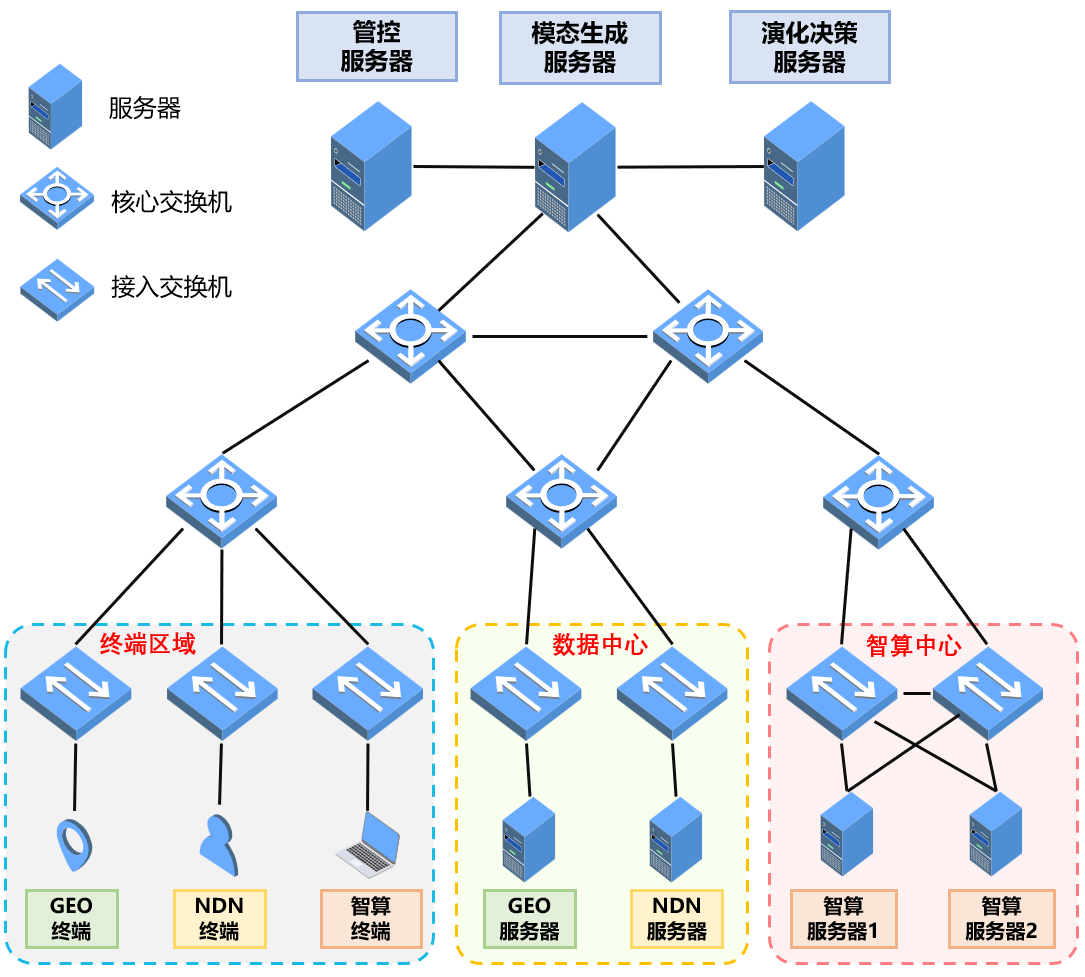 管控
服务器
模态生成
服务器
演化决策
服务器
服务器
核心交换机
接入交换机
终端区域
数据中心
智算中心
GEO
终端
NDN
终端
智算
终端
GEO
服务器
NDN
服务器
智算
服务器1
智算
服务器2